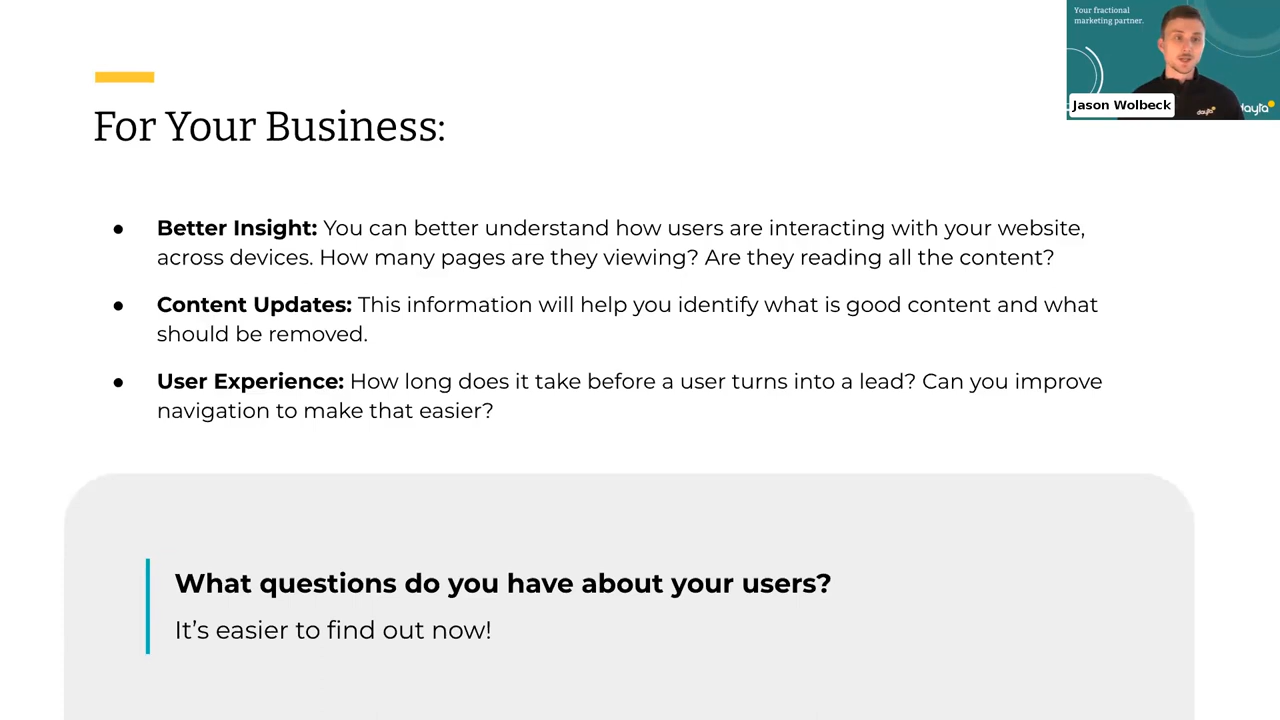 Your fractional
marketing partner.
Jason Wolbeck
dayta
dayta
For Your Business:
● Better Insight: You can better understand how users are interacting with your website,
across devices. How many pages are they viewing? Are they reading all the content?
● Content Updates: This information will help you identify what is good content and what
should be removed.
● User Experience: How long does it take before a user turns into a lead? Can you improve
navigation to make that easier?
What questions do you have about your users?
It’s easier to find out now!